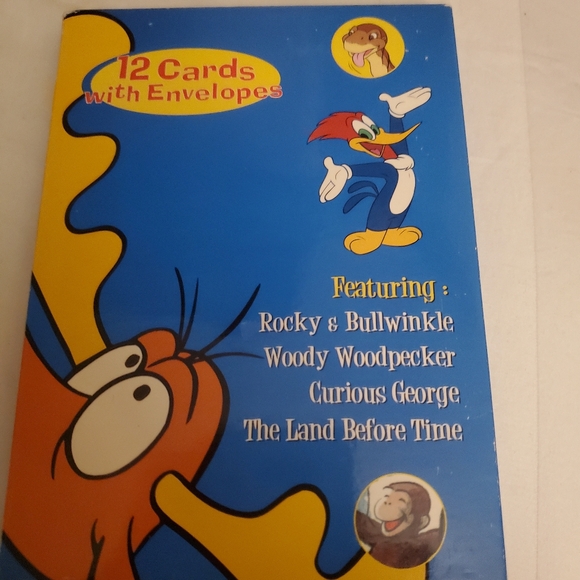 12 Cards
with Envelopes
Featuring :
Rocky & Bullwinkle
Woody Woodpecker
Curious George
The Land Before Time